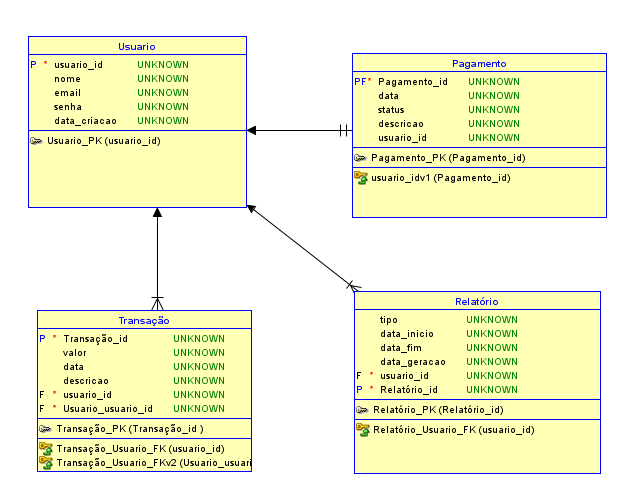 Usuario
P * usuario_id UNKNOWN
nome UNKNOWN
email UNKNOWN
senha UNKNOWN
data_criacao UNKNOWN
Usuario_PK (usuario_id)
Pagamento
PF* Pagamento_id UNKNOWN
data UNKNOWN
status UNKNOWN
descricao UNKNOWN
usuario_id UNKNOWN
Pagamento_PK (Pagamento_id)
usuario_idv1 (Pagamento_id)
Transação
P * Transação_id UNKNOWN
valor UNKNOWN
data UNKNOWN
descricao UNKNOWN
F * usuario_id UNKNOWN
F * Usuario_usuario_id UNKNOWN
Transação_PK (Transação_id )
Transação_Usuario_FK (usuario_id)
Transação_Usuario_FKv2 (Usuario_usuari
Relatório
tipo UNKNOWN
data_inicio UNKNOWN
data_fim UNKNOWN
data_geracao UNKNOWN
F * usuario_id UNKNOWN
P * Relatório_id UNKNOWN
Relatório_PK (Relatório_id)
Relatório_Usuario_FK (usuario_id)